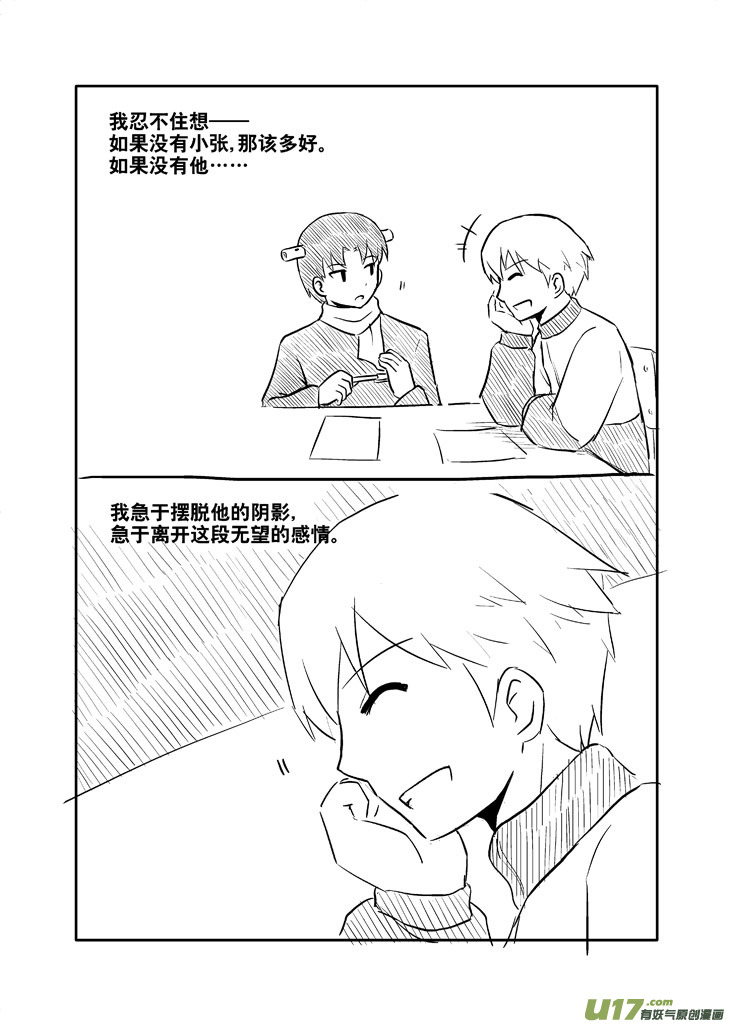 我忍不住想——
如果没有小张,那该多好。
如果没有他……
我急于摆脱他的阴影,
急于离开这段无望的感情。
U17.com
有妖气原创漫画